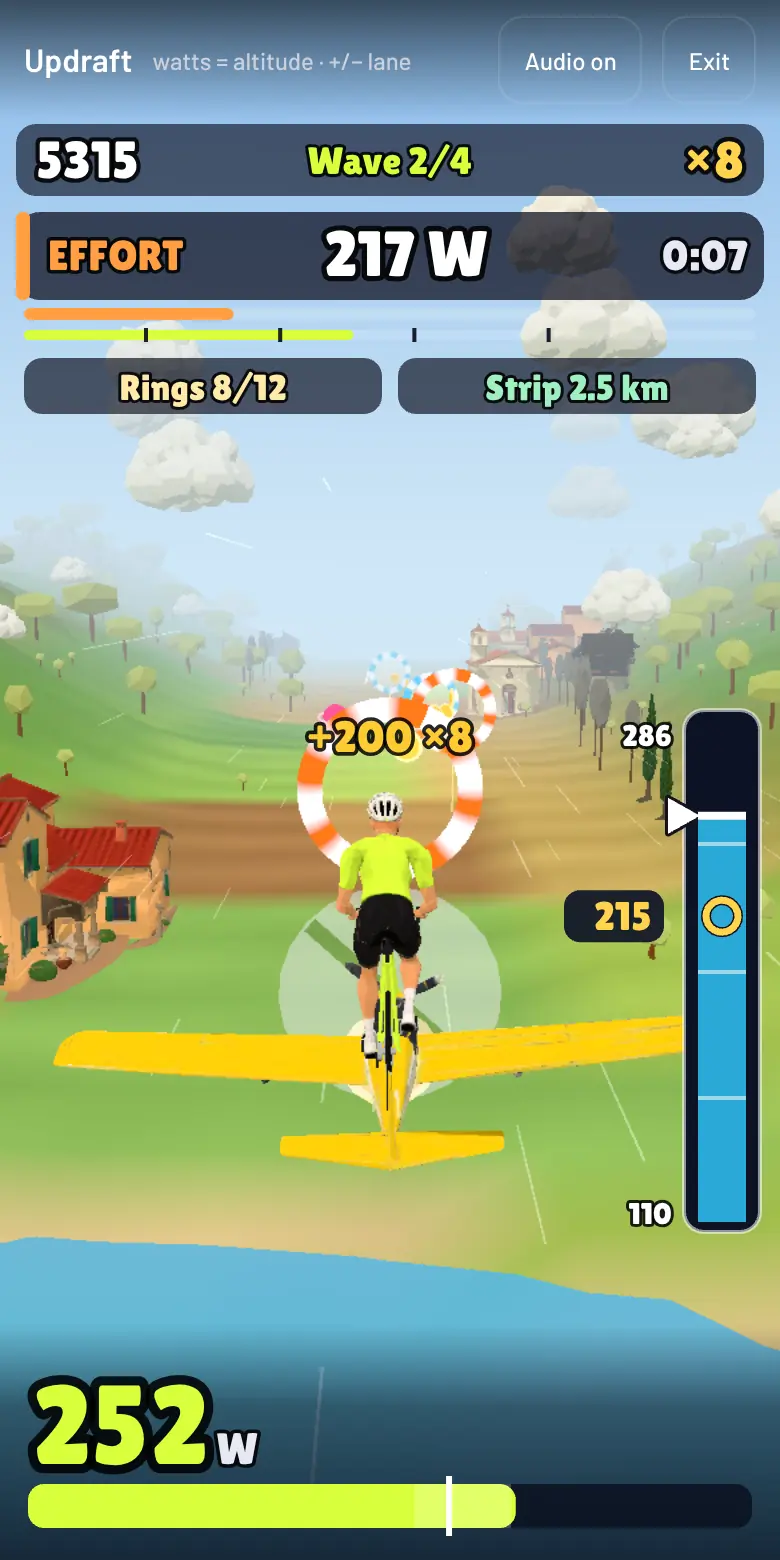 Updraft watts = altitude · +/− lane Audio on Exit
5315 Wave 2/4 ×8
EFFORT 217 W 0:07
Rings 8/12 Strip 2.5 km
+200 ×8
286
215
110
252 W